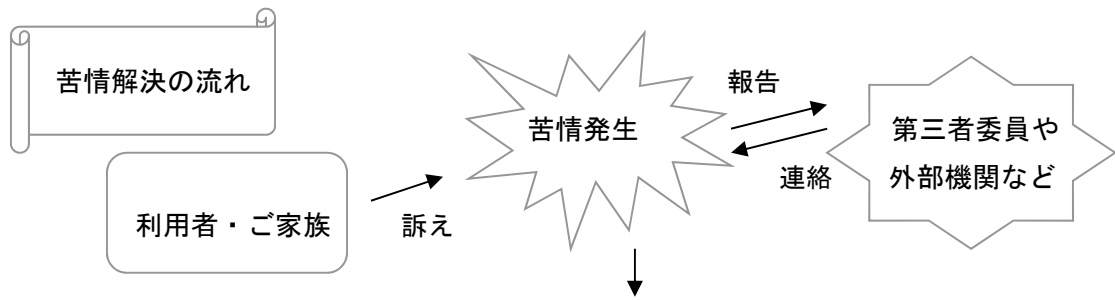 苦情解決の流れ
利用者・ご家族
訴え
苦情発生
報告
連絡
第三者委員や
外部機関など